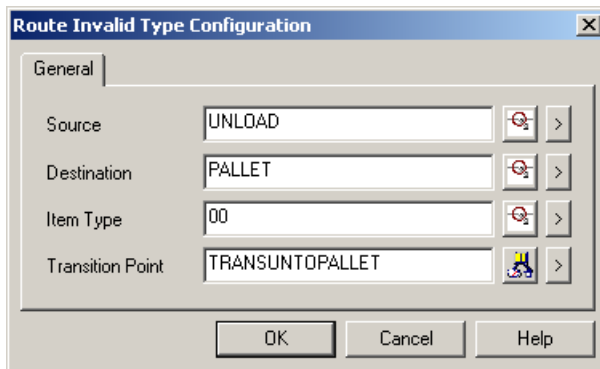 Route Invalid Type Configuration
General
Source UNLOAD >
Destination PALLET >
Item Type 00 >
Transition Point TRANSUNTOPALLET >
OK Cancel Help